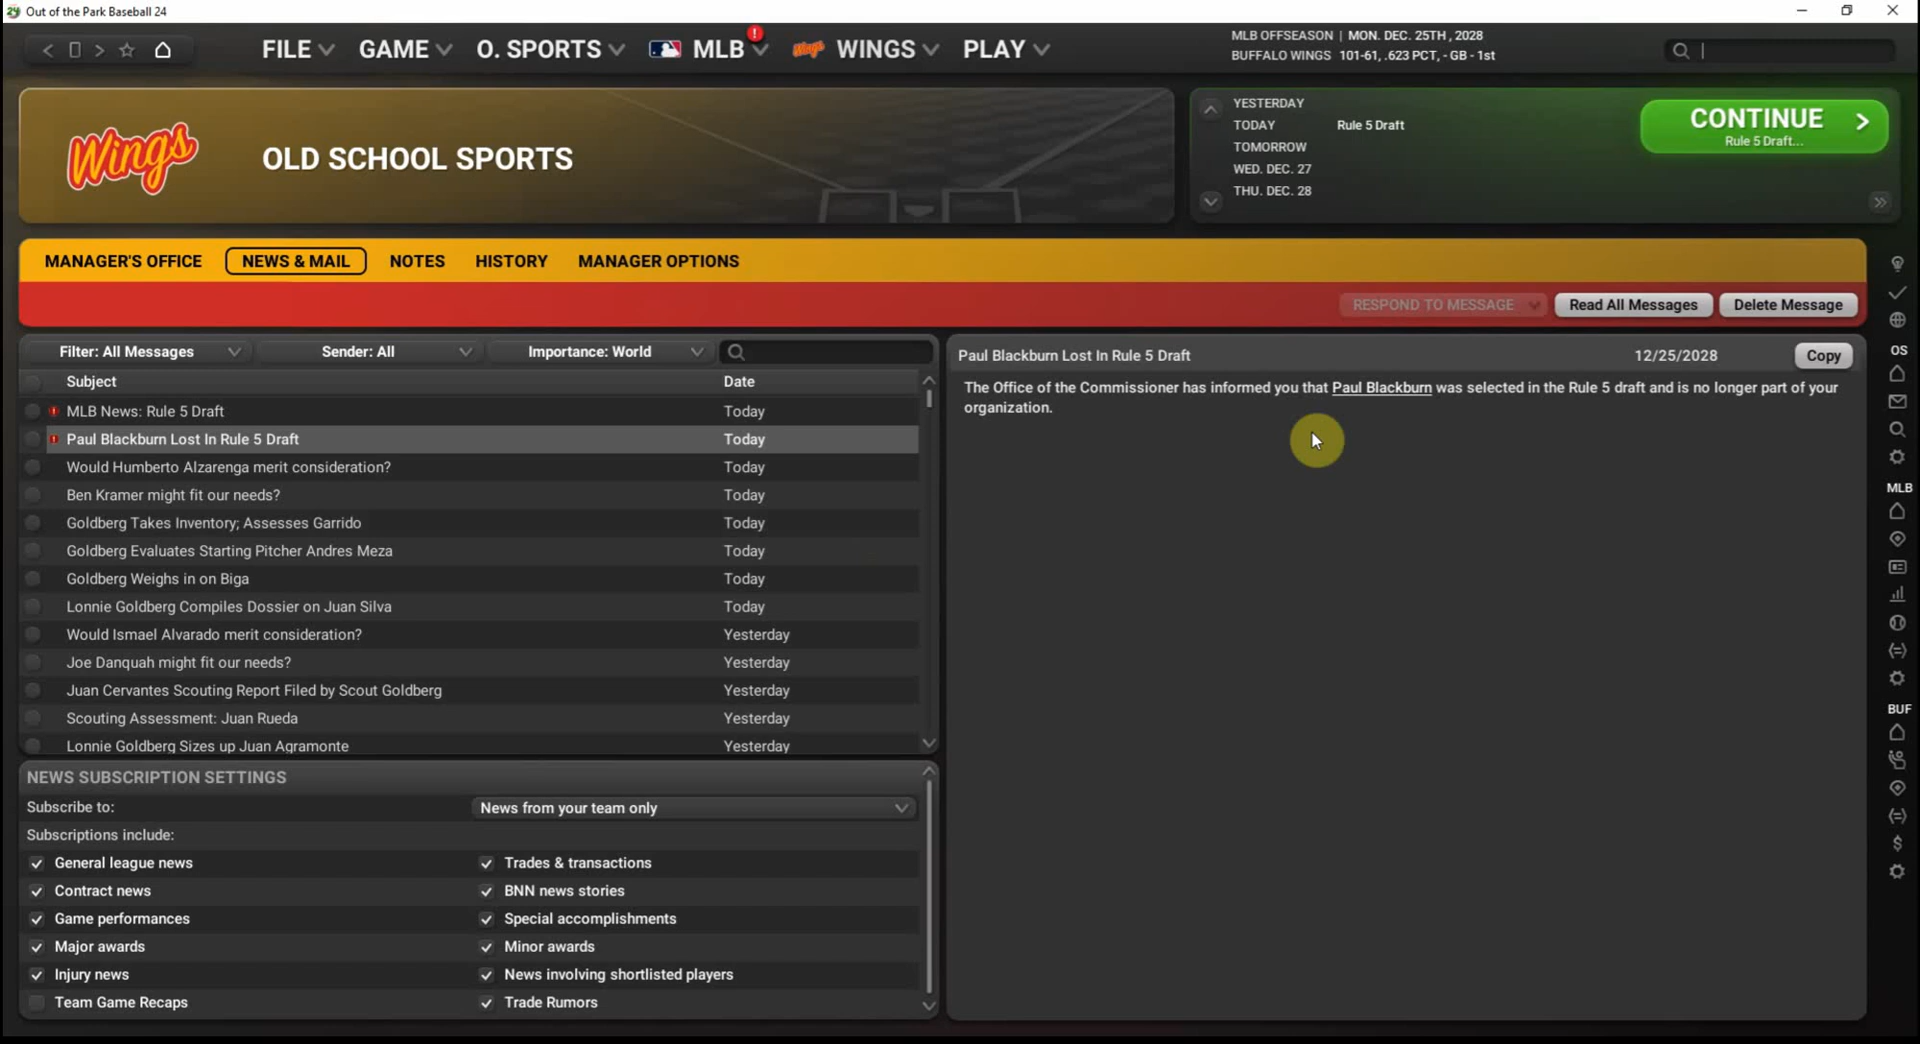 Out of the Park Baseball 24
FILE
GAME
O. SPORTS
MLB
WINGS
PLAY
MLB OFFSEASON | MON. DEC. 25TH , 2028
BUFFALO WINGS 101-61, .623 PCT, - GB - 1st
Wings
OLD SCHOOL SPORTS
YESTERDAY
TODAY Rule 5 Draft
TOMORROW
WED. DEC. 27
THU. DEC. 28
CONTINUE
Rule 5 Draft...
MANAGER'S OFFICE
NEWS & MAIL
NOTES
HISTORY
MANAGER OPTIONS
RESPOND TO MESSAGE
Read All Messages
Delete Message
Filter: All Messages
Sender: All
Importance: World
Subject Date
MLB News: Rule 5 Draft Today
Paul Blackburn Lost In Rule 5 Draft Today
Would Humberto Alzarenga merit consideration? Today
Ben Kramer might fit our needs? Today
Goldberg Takes Inventory; Assesses Garrido Today
Goldberg Evaluates Starting Pitcher Andres Meza Today
Goldberg Weighs in on Biga Today
Lonnie Goldberg Compiles Dossier on Juan Silva Today
Would Ismael Alvarado merit consideration? Yesterday
Joe Danquah might fit our needs? Yesterday
Juan Cervantes Scouting Report Filed by Scout Goldberg Yesterday
Scouting Assessment: Juan Rueda Yesterday
Lonnie Goldberg Sizes up Juan Agramonte Yesterday
Paul Blackburn Lost In Rule 5 Draft 12/25/2028 Copy
The Office of the Commissioner has informed you that Paul Blackburn was selected in the Rule 5 draft and is no longer part of your
organization.
NEWS SUBSCRIPTION SETTINGS
Subscribe to: News from your team only
Subscriptions include:
General league news Trades & transactions
Contract news BNN news stories
Game performances Special accomplishments
Major awards Minor awards
Injury news News involving shortlisted players
Team Game Recaps Trade Rumors
OS
MLB
BUF